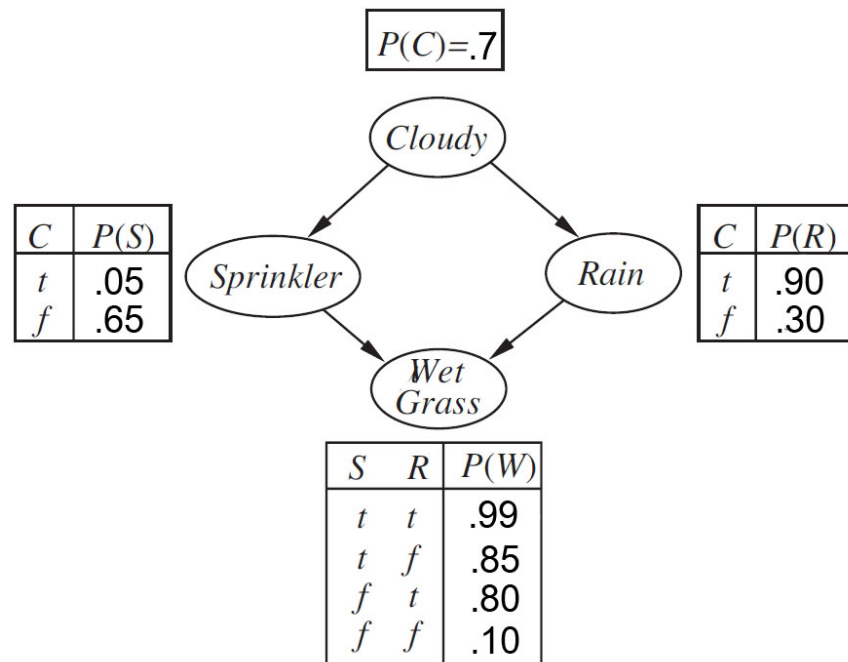 P(C)=.7
Cloudy
C P(S)
t .05
f .65
Sprinkler
Rain
C P(R)
t .90
f .30
Wet
Grass
S R P(W)
t t .99
t f .85
f t .80
f f .10